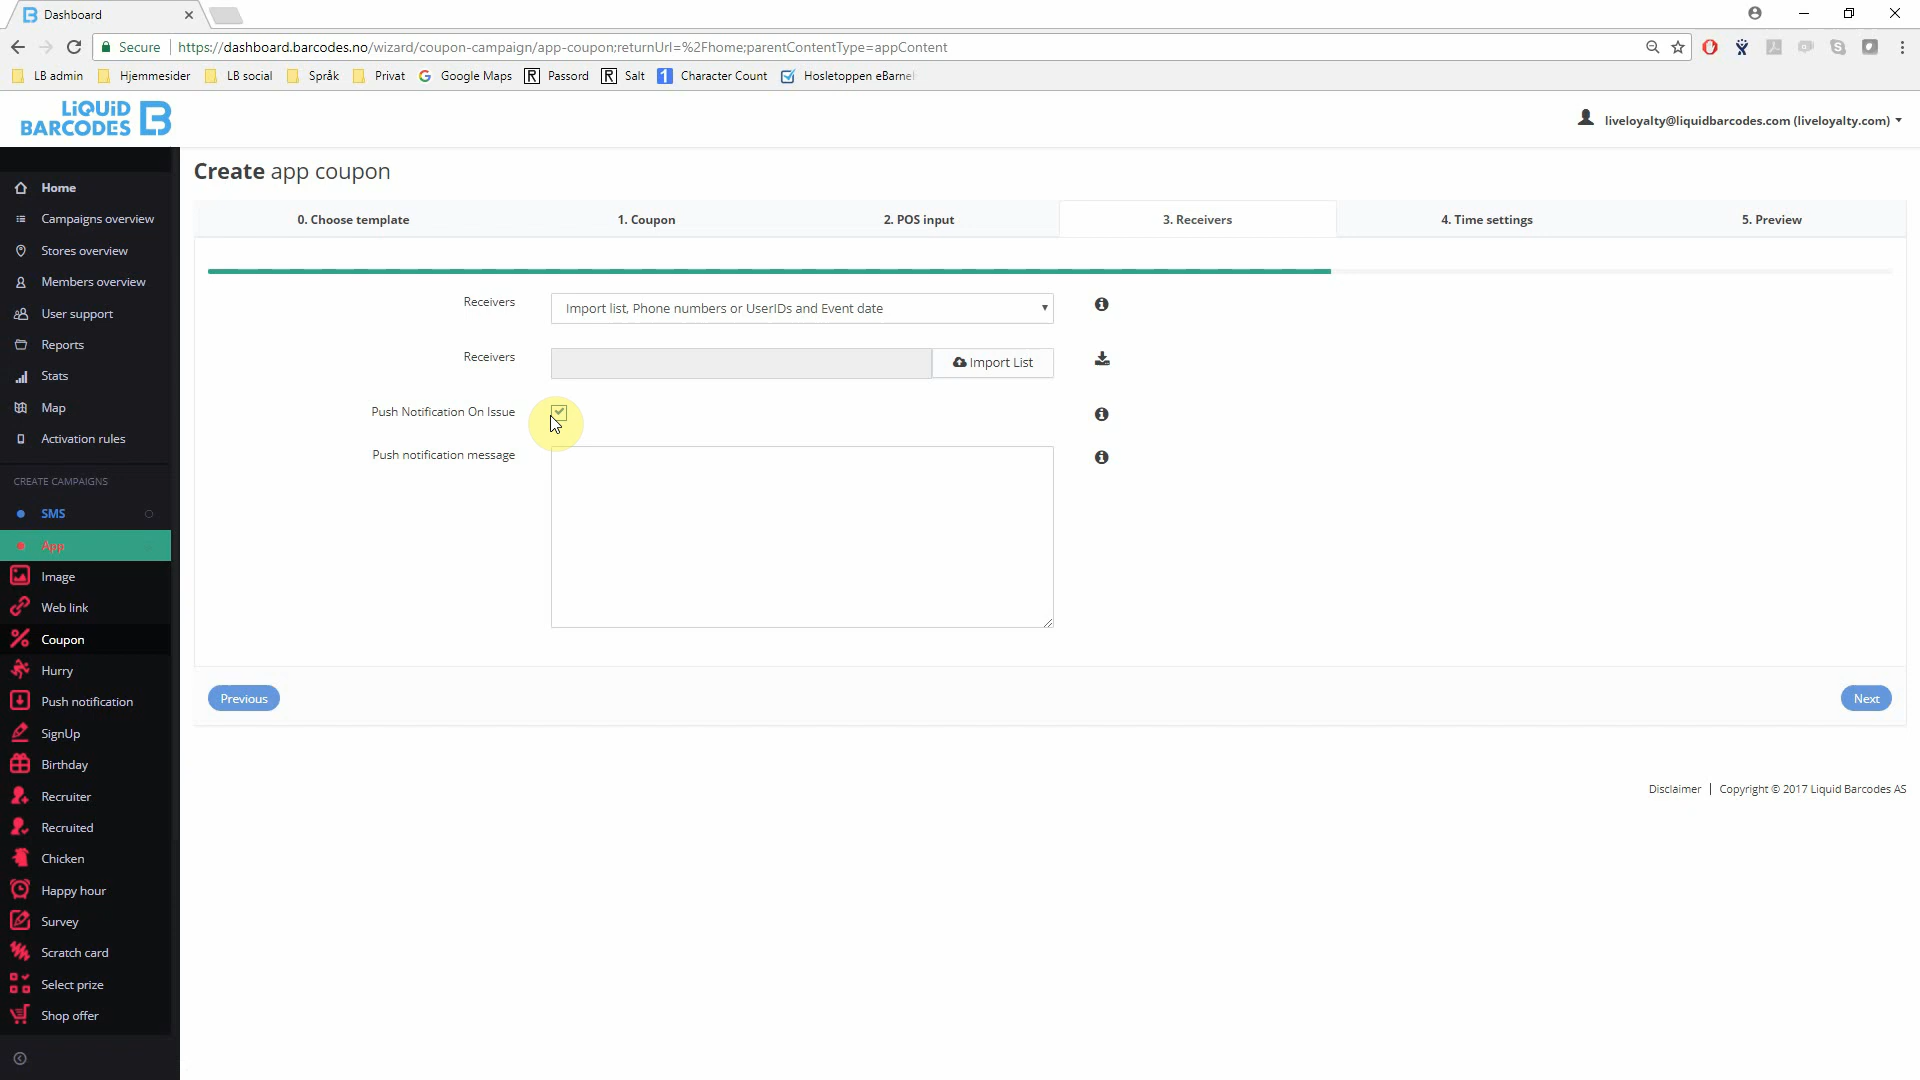 Dashboard
Secure
https://dashboard.barcodes.no/wizard/coupon-campaign/app-coupon;returnUrl=%2Fhome;parentContentType=appContent
LB admin
Hjemmesider
LB social
Språk
Privat
Google Maps
Passord
Salt
Character Count
Hosletoppen eBarne
LiQUiD
BARCODES
liveloyalty@liquidbarcodes.com (liveloyalty.com)
Create app coupon
0. Choose template
1. Coupon
2. POS input
3. Receivers
4. Time settings
5. Preview
Receivers
Import list, Phone numbers or UserIDs and Event date
Receivers
Import List
Push Notification On Issue
Push notification message
Previous
Next
Disclaimer | Copyright © 2017 Liquid Barcodes AS
Home
Campaigns overview
Stores overview
Members overview
User support
Reports
Stats
Map
Activation rules
CREATE CAMPAIGNS
SMS
App
Image
Web link
Coupon
Hurry
Push notification
SignUp
Birthday
Recruiter
Recruited
Chicken
Happy hour
Survey
Scratch card
Select prize
Shop offer